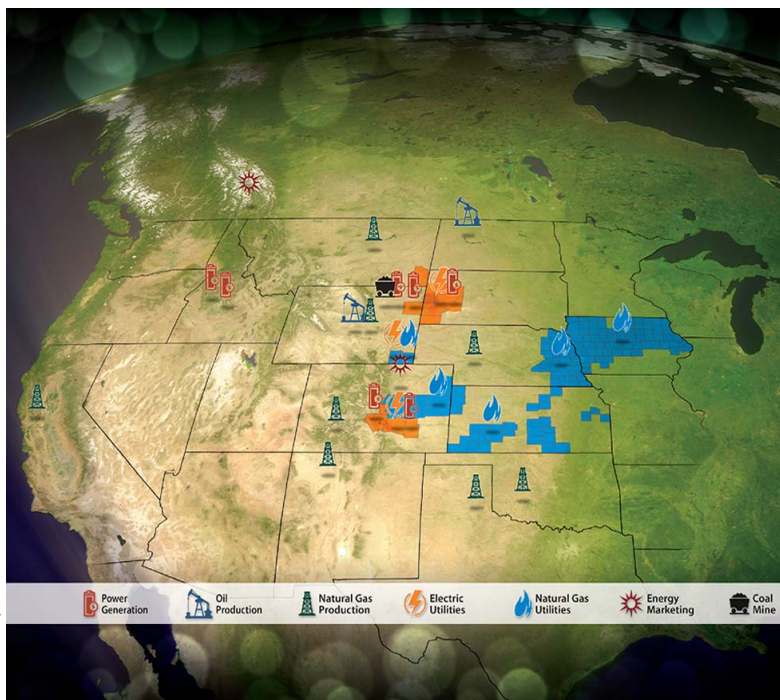 Power
Generation
Oil
Production
Natural Gas
Production
Electric
Utilities
Natural Gas
Utilities
Energy
Marketing
Coal
Mine